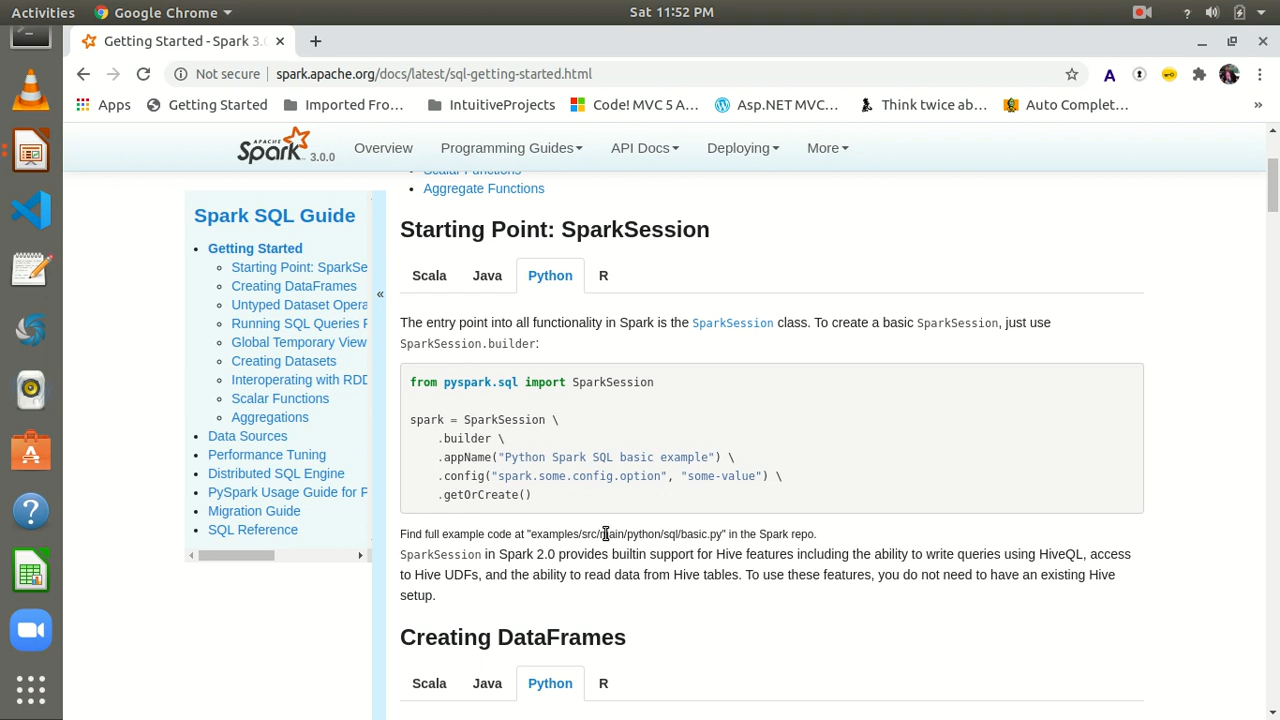 Activities Google Chrome Sat 11:52 PM ?
Getting Started - Spark 3.0
Not secure spark.apache.org/docs/latest/sql-getting-started.html A
Apps Getting Started Imported Fro... IntuitiveProjects Code! MVC 5 A... Asp.NET MVC... Think twice ab... Auto Complet... »
APACHE Spark 3.0.0 Overview Programming Guides API Docs Deploying More
Scalar Functions
Aggregate Functions
Spark SQL Guide
Getting Started
Starting Point: SparkSe
Creating DataFrames
Untyped Dataset Opera
Running SQL Queries P
Global Temporary View
Creating Datasets
Interoperating with RDD
Scalar Functions
Aggregations
Data Sources
Performance Tuning
Distributed SQL Engine
PySpark Usage Guide for P
Migration Guide
SQL Reference
«
Starting Point: SparkSession
Scala Java Python R
The entry point into all functionality in Spark is the SparkSession class. To create a basic SparkSession, just use
SparkSession.builder:
from pyspark.sql import SparkSession
spark = SparkSession \
.builder \
.appName("Python Spark SQL basic example") \
.config("spark.some.config.option", "some-value") \
.getOrCreate()
Find full example code at "examples/src/main/python/sql/basic.py" in the Spark repo.
SparkSession in Spark 2.0 provides builtin support for Hive features including the ability to write queries using HiveQL, access
to Hive UDFs, and the ability to read data from Hive tables. To use these features, you do not need to have an existing Hive
setup.
Creating DataFrames
Scala Java Python R